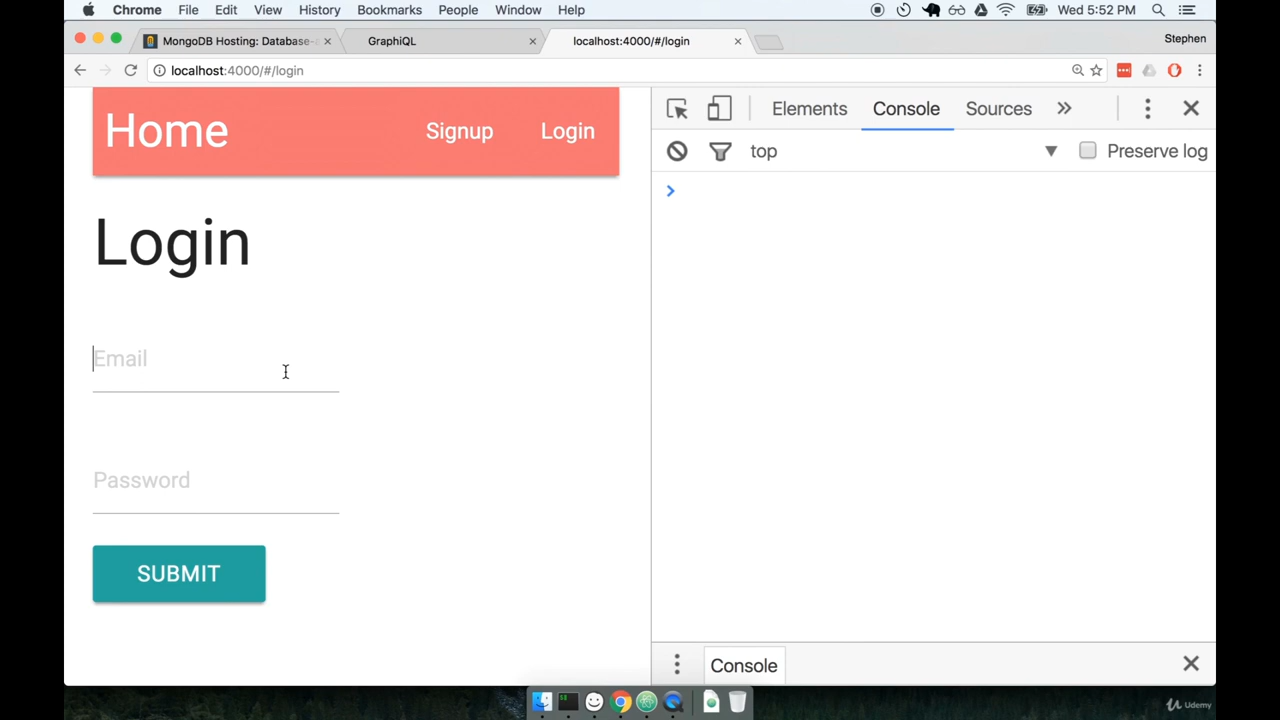 Chrome File Edit View History Bookmarks People Window Help Wed 5:52 PM
MongoDB Hosting: Database-a GraphiQL localhost:4000/#/login Stephen
localhost:4000/#/login
Home Signup Login
Elements Console Sources
top Preserve log
Login
Email
Password
SUBMIT
Console
Udemy